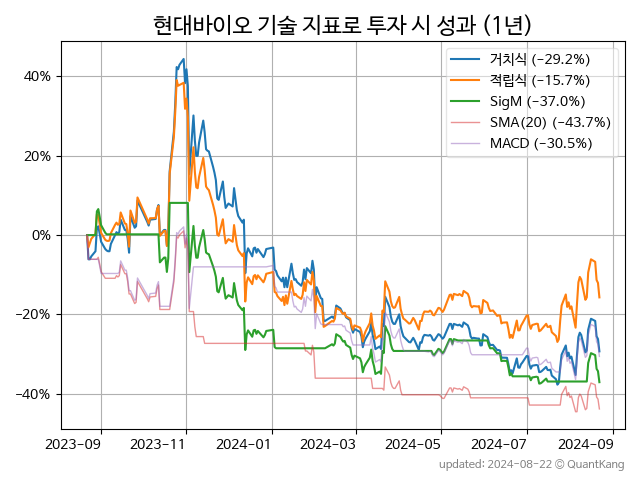 현대바이오 기술 지표로 투자 시 성과 (1년)
거치식 (−29.2%)
적립식 (−15.7%)
SigM (−37.0%)
SMA(20) (−43.7%)
MACD (−30.5%)
40%
20%
0%
−20%
−40%
2023-09 2023-11 2024-01 2024-03 2024-05 2024-07 2024-09
updated: 2024-08-22 © QuantKang